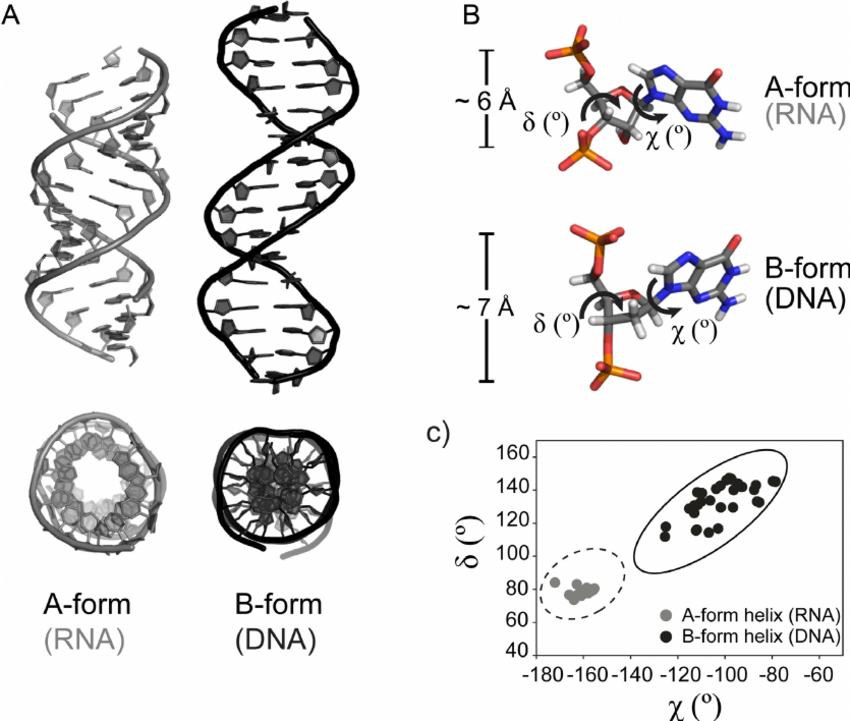 A
A-form
(RNA)
B-form
(DNA)
B
~ 6 Å
δ (º)
χ (º)
A-form
(RNA)
~ 7 Å
δ (º)
χ (º)
B-form
(DNA)
c)
160
140
120
100
80
60
40
δ (º)
A-form helix (RNA)
B-form helix (DNA)
-180 -160 -140 -120 -100 -80 -60
χ (º)